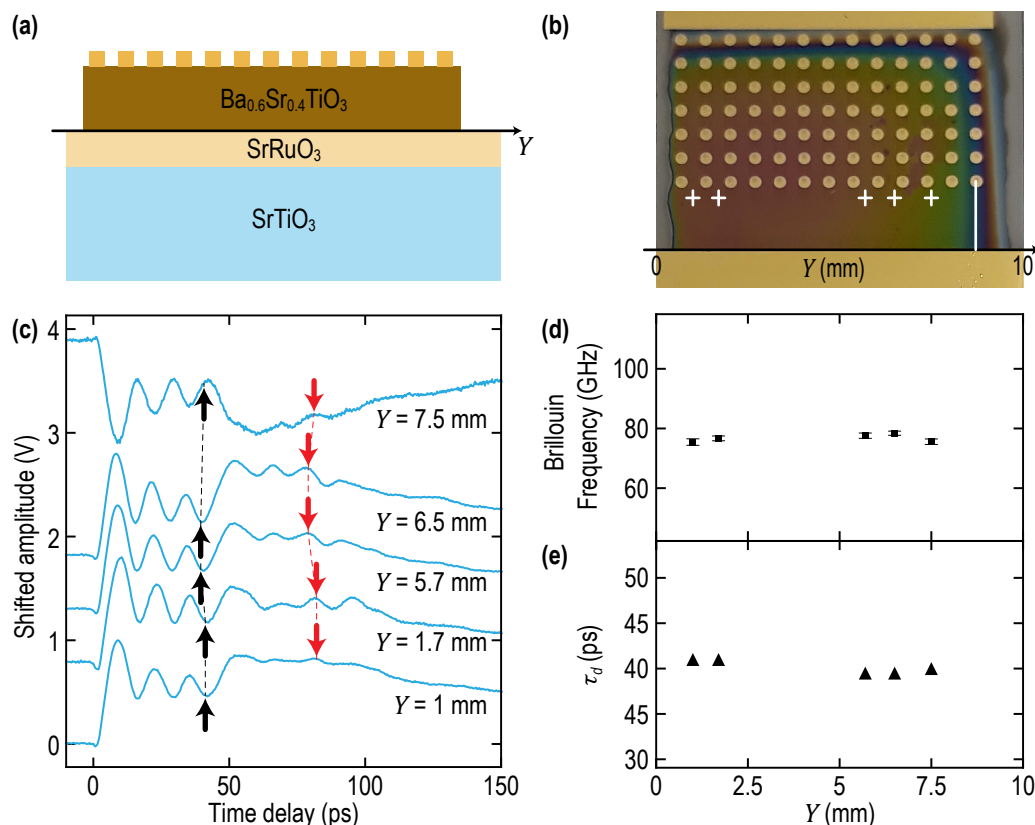 (a)
Ba₀.₆Sr₀.₄TiO₃
Y
SrRuO₃
SrTiO₃
(b)
0
Y (mm)
10
(c)
4
3
2
1
0
Shifted amplitude (V)
Y = 7.5 mm
Y = 6.5 mm
Y = 5.7 mm
Y = 1.7 mm
Y = 1 mm
0
50
100
150
Time delay (ps)
(d)
100
80
60
Brillouin
Frequency (GHz)
(e)
50
45
40
45
30
τd (ps)
0
2.5
5.0
7.5
10
Y (mm)